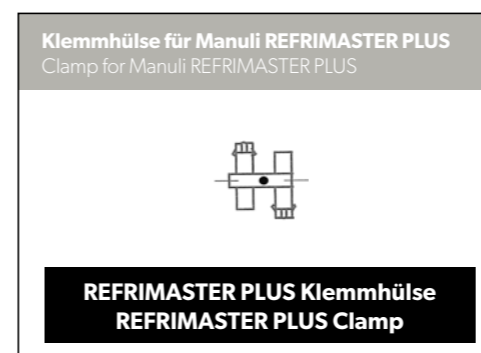 Klemmhülse für Manuli REFRIMASTER PLUS
Clamp for Manuli REFRIMASTER PLUS
REFRIMASTER PLUS Klemmhülse
REFRIMASTER PLUS Clamp